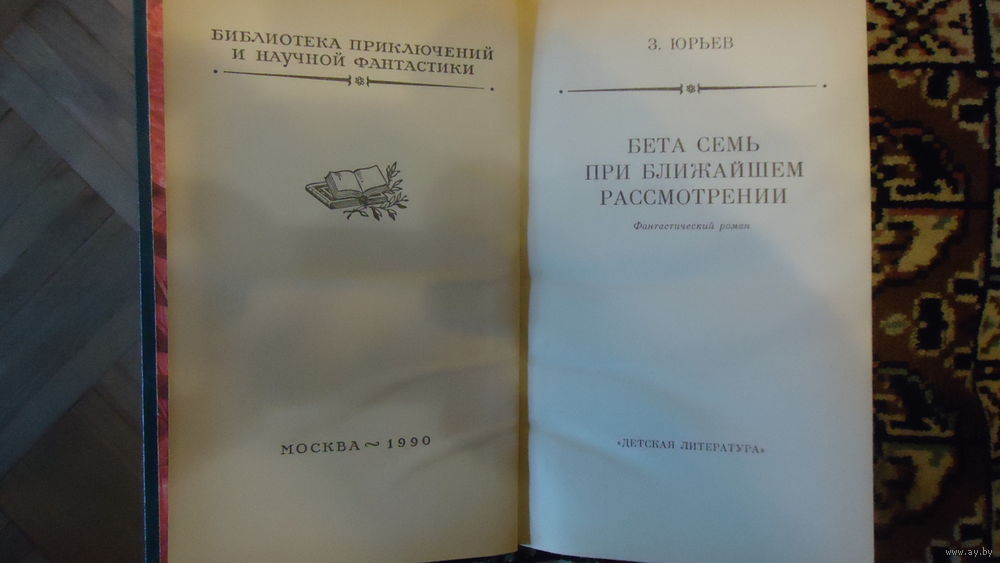 БИБЛИОТЕКА ПРИКЛЮЧЕНИЙ
И НАУЧНОЙ ФАНТАСТИКИ
МОСКВА ~ 1990
З. ЮРЬЕВ
БЕТА СЕМЬ
ПРИ БЛИЖАЙШЕМ
РАССМОТРЕНИИ
Фантастический роман
«ДЕТСКАЯ ЛИТЕРАТУРА»
www.ay.by